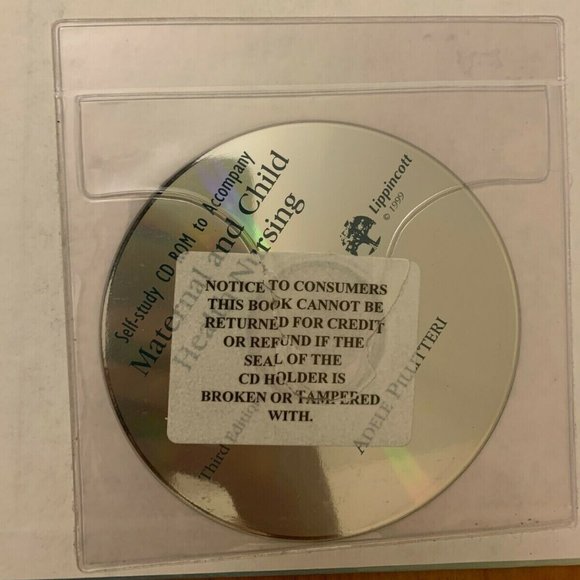 Self-study CD ROM to Accompany
Maternal and Child
Health Nursing
Third Edition
ADELE PILLITTERI
Lippincott
© 1999
NOTICE TO CONSUMERS
THIS BOOK CANNOT BE
RETURNED FOR CREDIT
OR REFUND IF THE
SEAL OF THE
CD HOLDER IS
BROKEN OR TAMPERED
WITH.